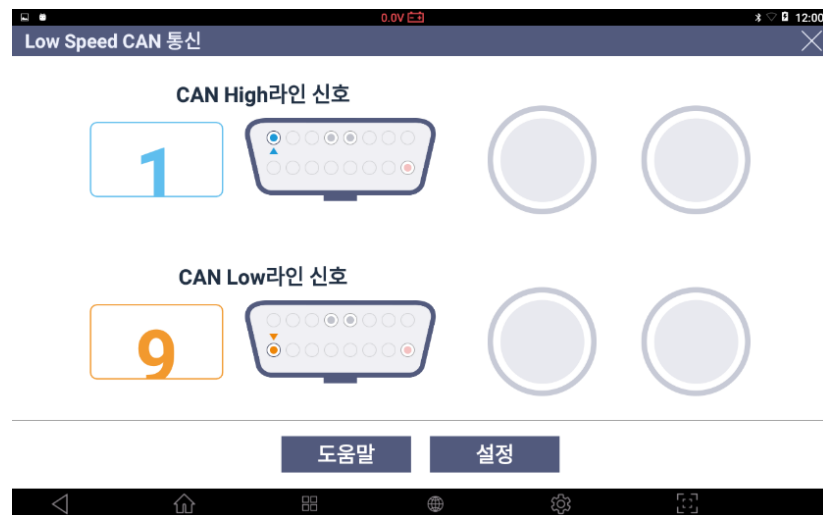 0.0V
12:00
Low Speed CAN 통신
CAN High라인 신호
1
CAN Low라인 신호
9
도움말
설정